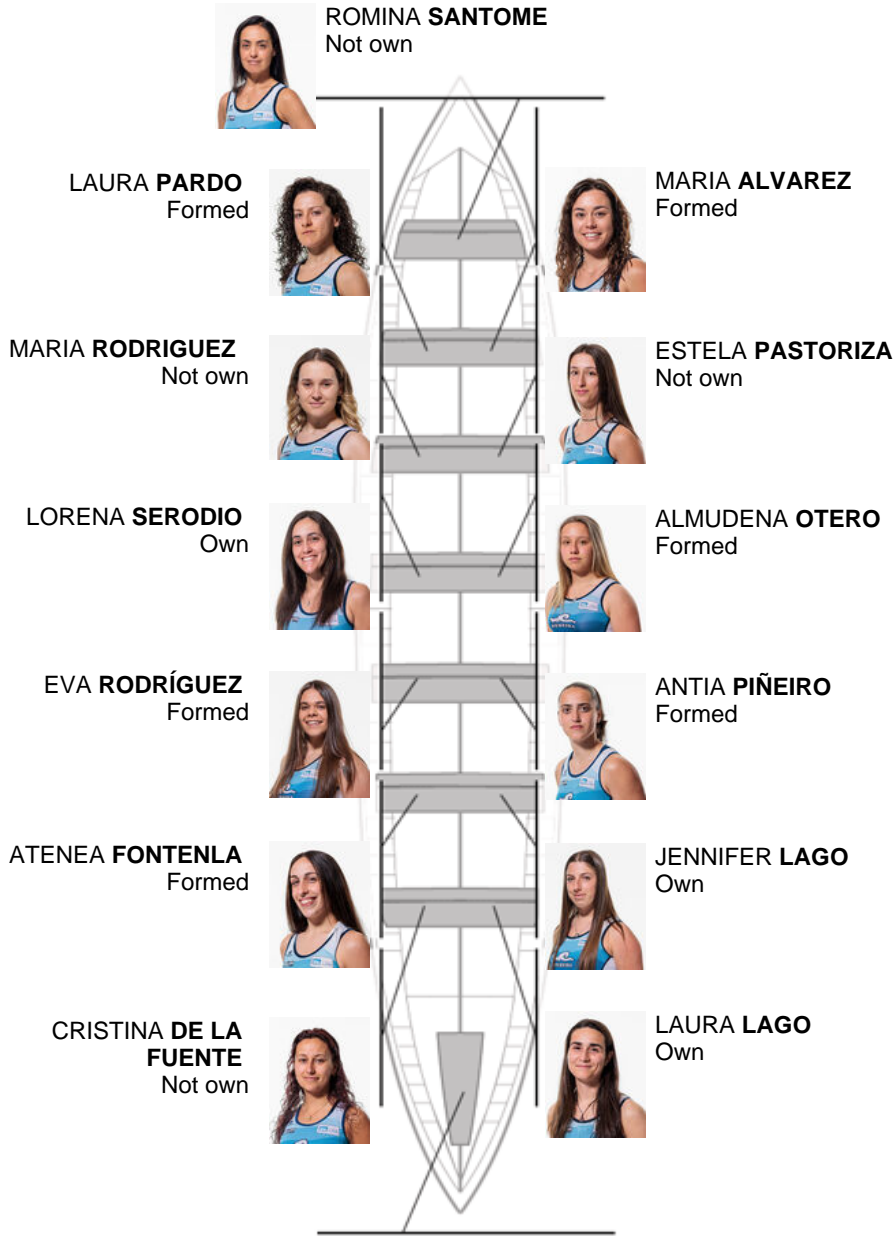 ROMINA SANTOME
Not own
LAURA PARDO
Formed
MARIA ALVAREZ
Formed
MARIA RODRIGUEZ
Not own
ESTELA PASTORIZA
Not own
LORENA SERODIO
Own
ALMUDENA OTERO
Formed
EVA RODRÍGUEZ
Formed
ANTIA PIÑEIRO
Formed
ATENEA FONTENLA
Formed
JENNIFER LAGO
Own
CRISTINA DE LA
FUENTE
Not own
LAURA LAGO
Own